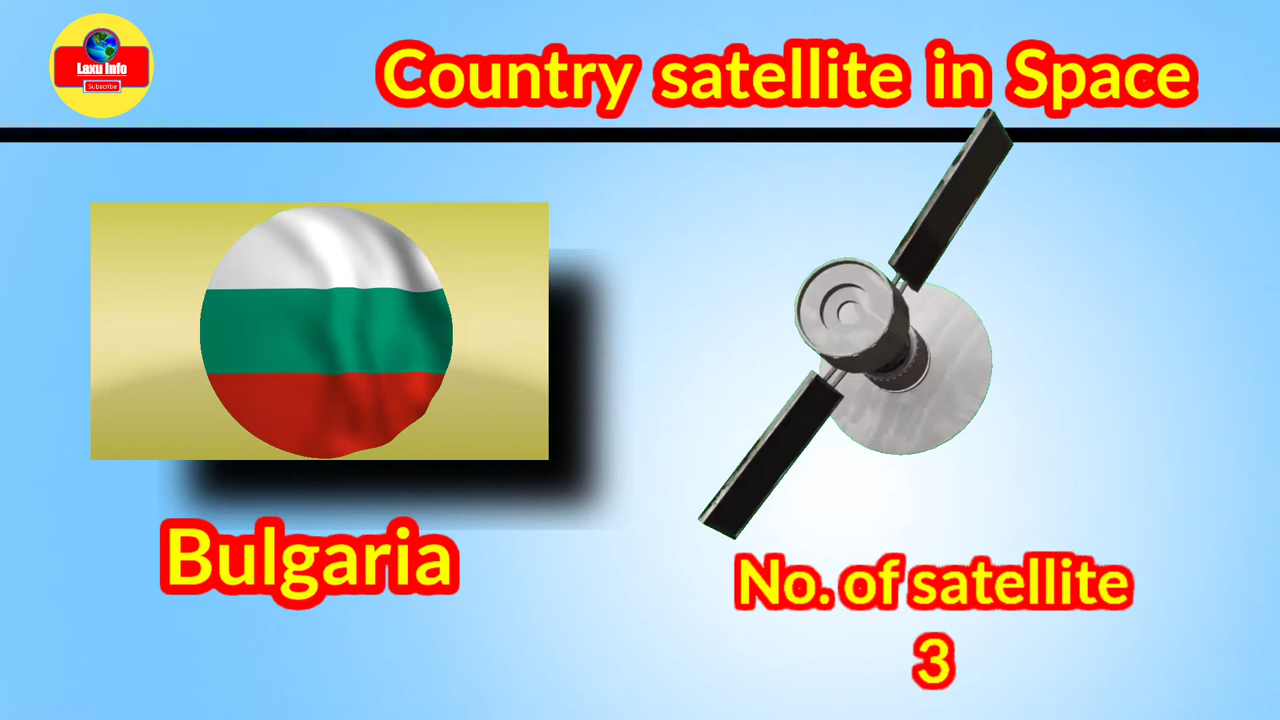 Laxu Info
Subscribe
Country satellite in Space
Bulgaria
No. of satellite
3